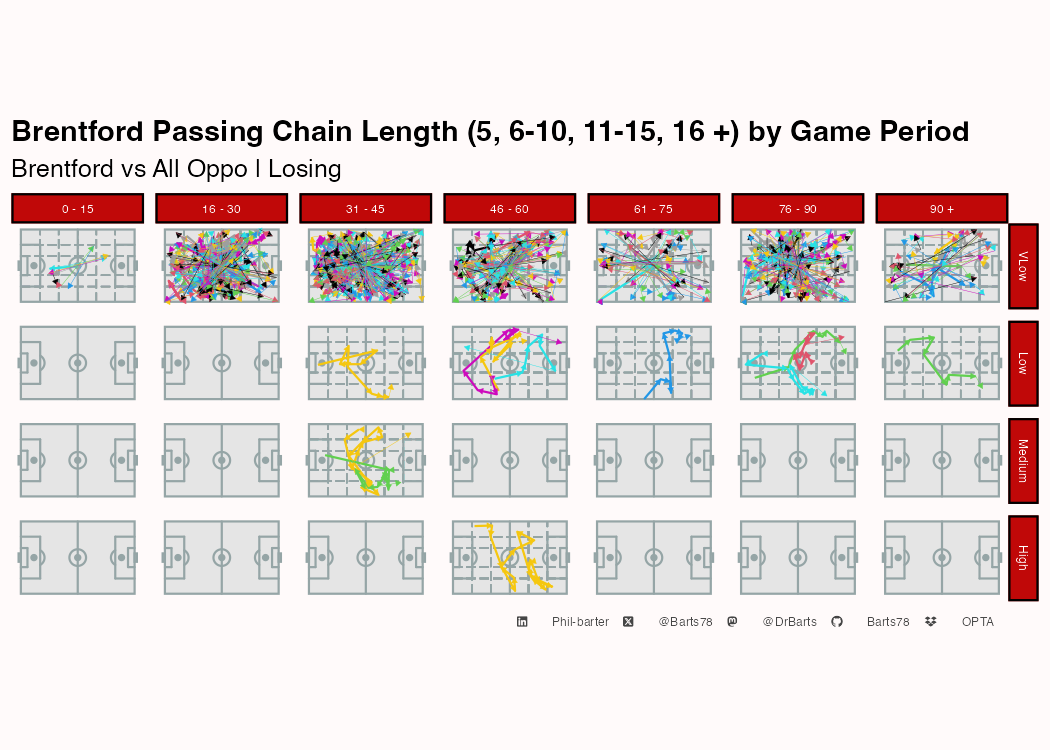 Brentford Passing Chain Length (5, 6-10, 11-15, 16 +) by Game Period
Brentford vs All Oppo | Losing
0 - 15
16 - 30
31 - 45
46 - 60
61 - 75
76 - 90
90 +
VLow
Low
Medium
High
Phil-barter @Barts78 @DrBarts Barts78 OPTA